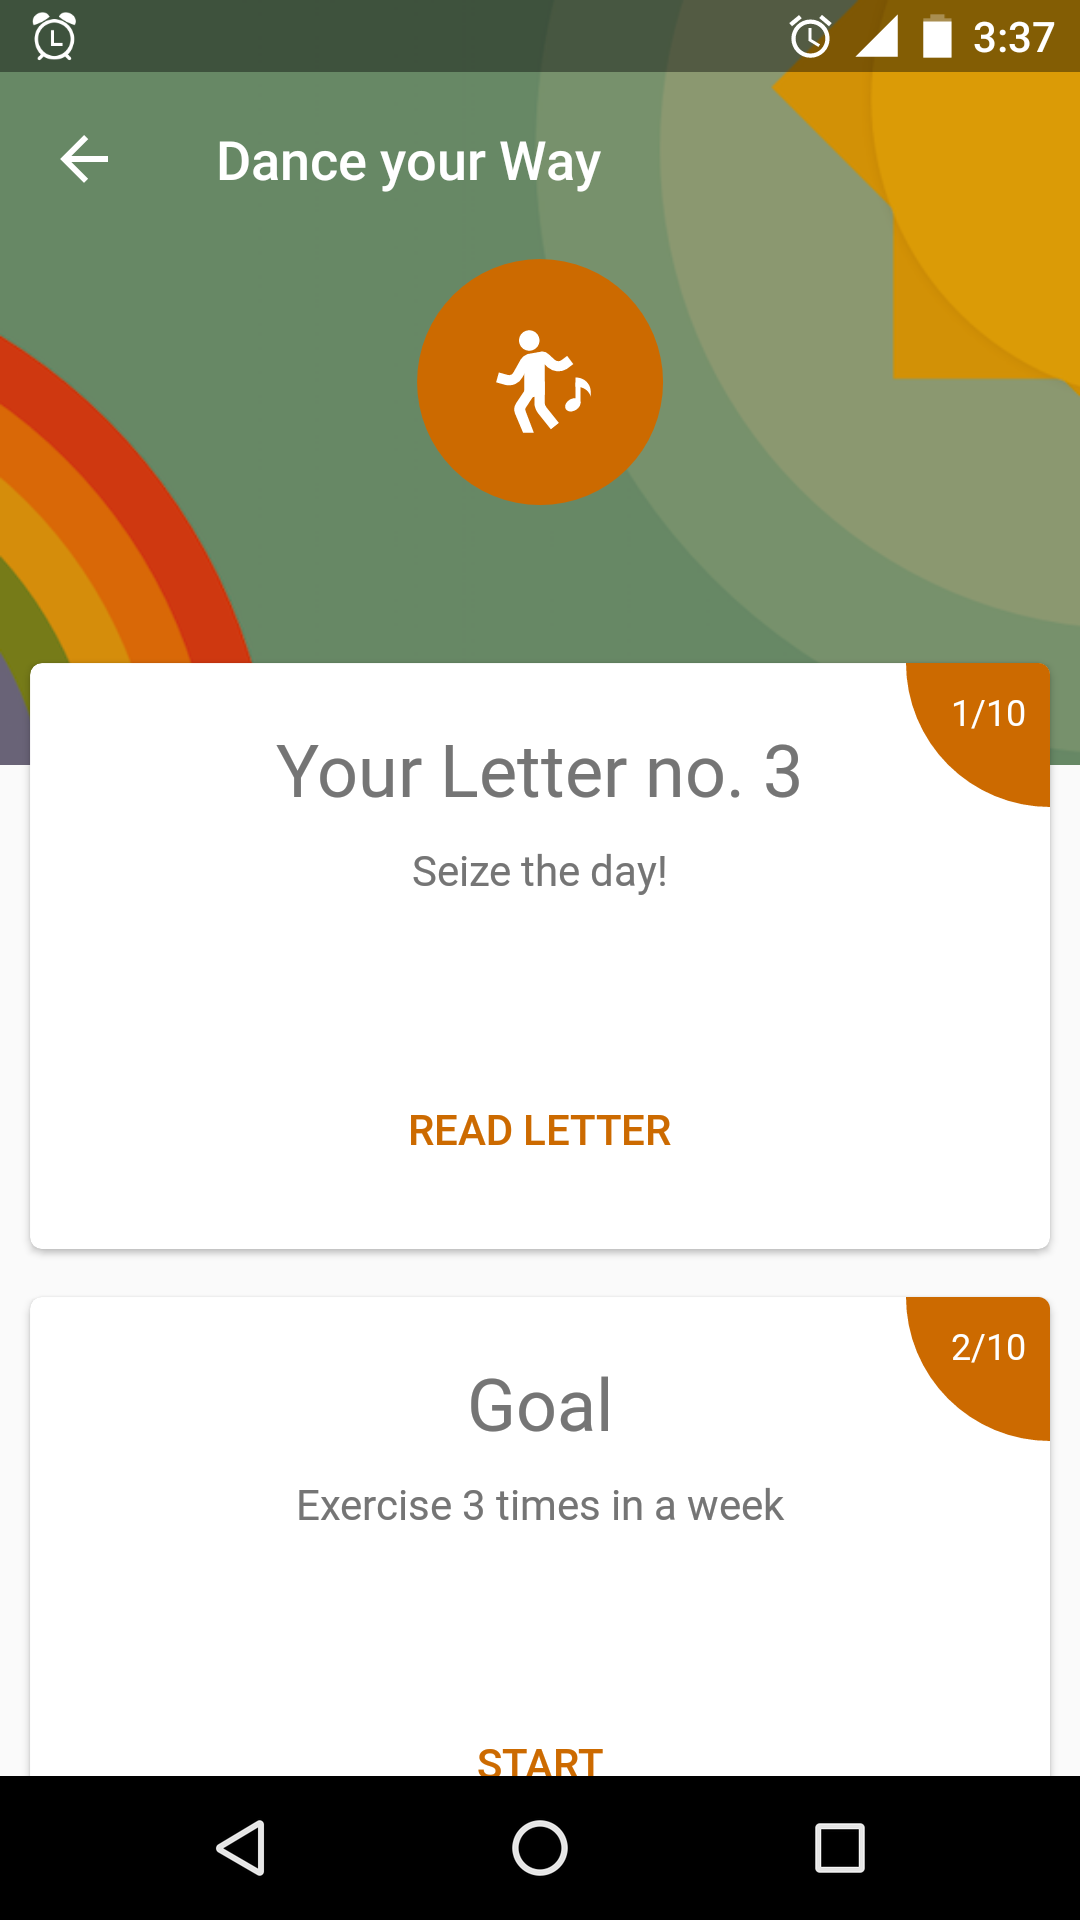 3:37
Dance your Way
1/10
Your Letter no. 3
Seize the day!
READ LETTER
2/10
Goal
Exercise 3 times in a week
START